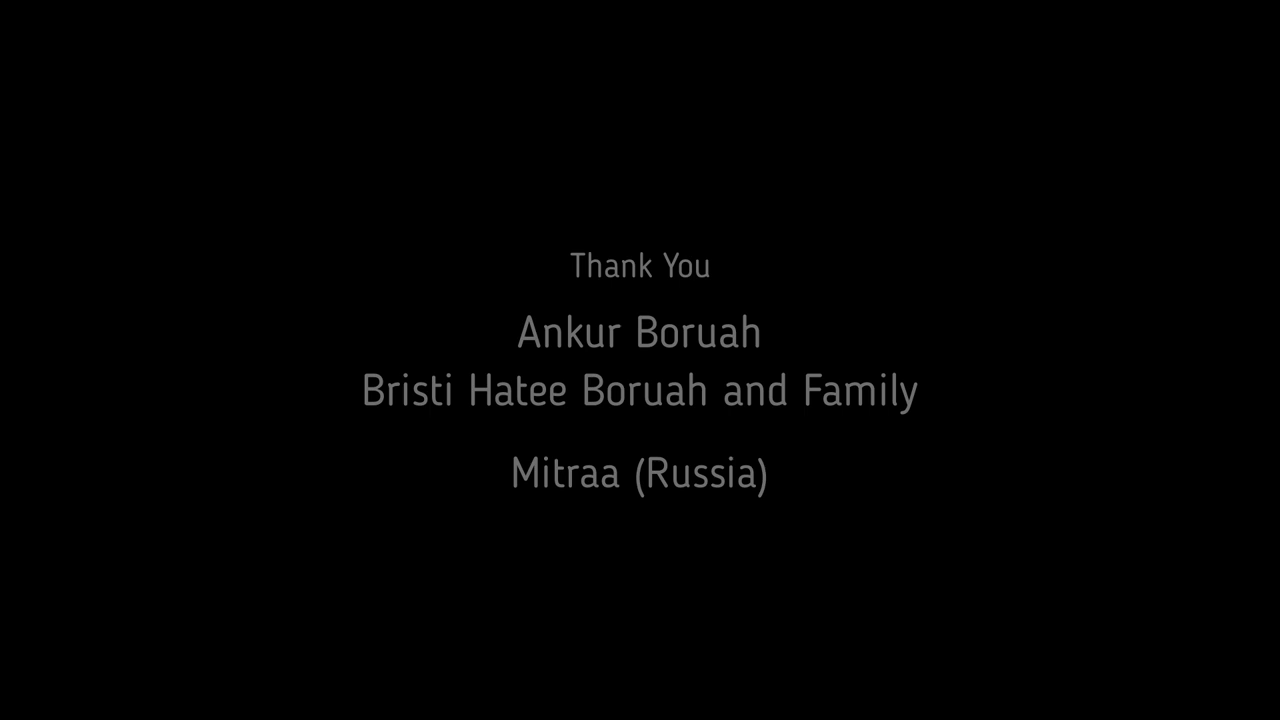 Thank You
Ankur Boruah
Bristi Hatee Boruah and Family
Mitraa (Russia)